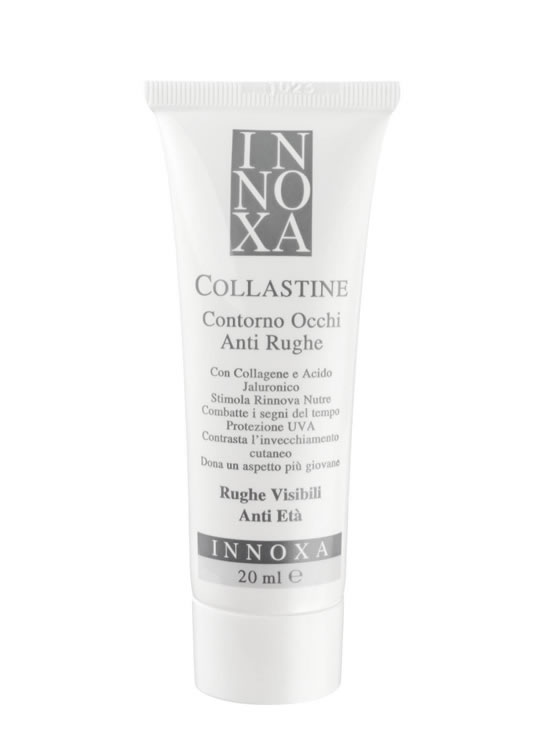 1023
IN
NO
XA
COLLASTINE
Contorno Occhi
Anti Rughe
Con Collagene e Acido
Jaluronico
Stimola Rinnova Nutre
Combatte i segni del tempo
Protezione UVA
Contrasta l'invecchiamento
cutaneo
Dona un aspetto più giovane
Rughe Visibili
Anti Età
INNOXA
20 ml ℮